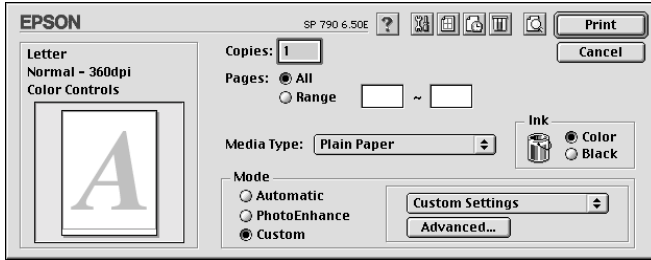 EPSON
SP 790 6.50E ? Print
Letter
Normal - 360dpi
Color Controls
A
Copies: 1
Cancel
Pages: All
Range ~
Media Type: Plain Paper
Ink
Color
Black
Mode
Automatic
PhotoEnhance
Custom
Custom Settings
Advanced...